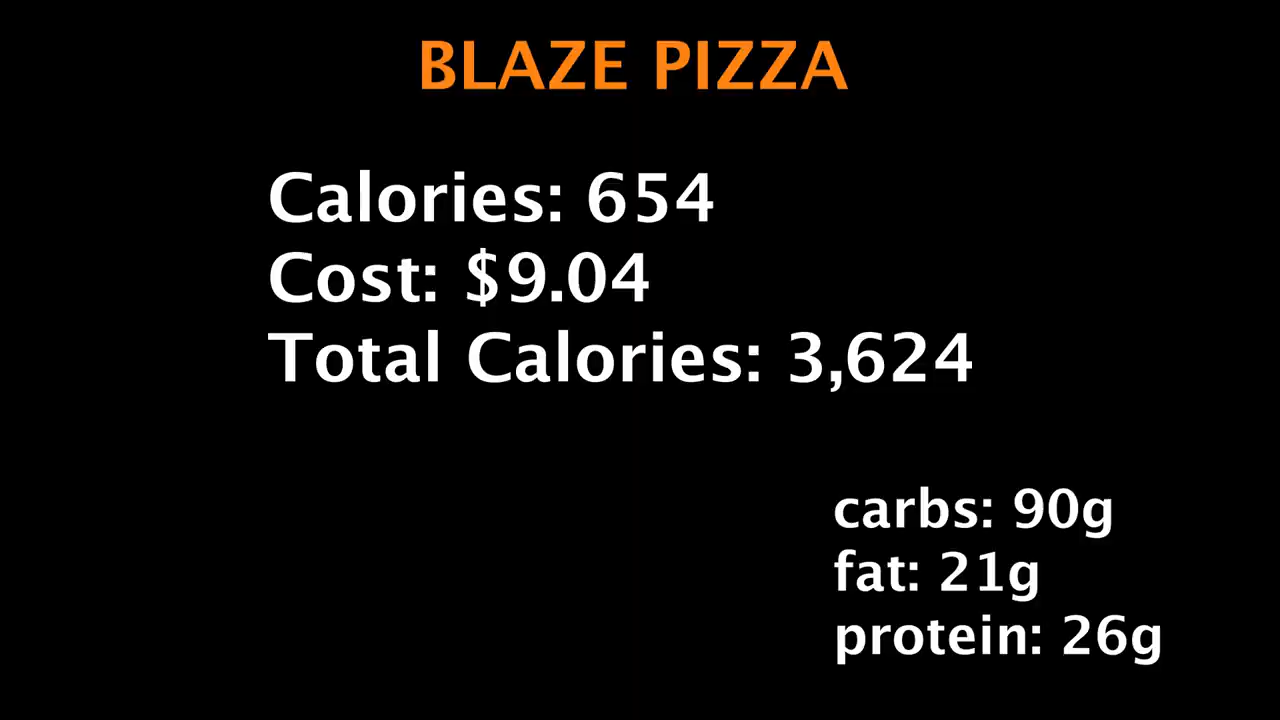 BLAZE PIZZA
Calories: 654
Cost: $9.04
Total Calories: 3,624
carbs: 90g
fat: 21g
protein: 26g